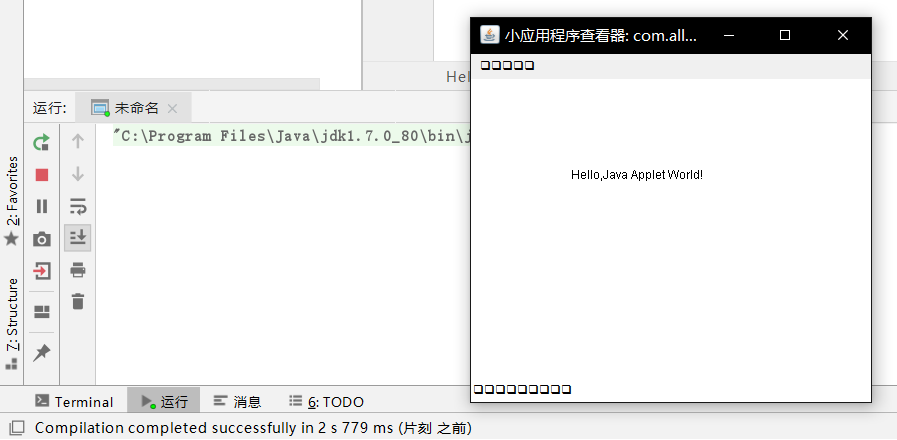 小应用程序查看器: com.all...
□□□□□
Hel
运行:
未命名
"C:\Program Files\Java\jdk1.7.0_80\bin\j
Hello,Java Applet World!
2: Favorites
7: Structure
□□□□□□□□□
Terminal
运行
消息
6: TODO
Compilation completed successfully in 2 s 779 ms (片刻 之前)